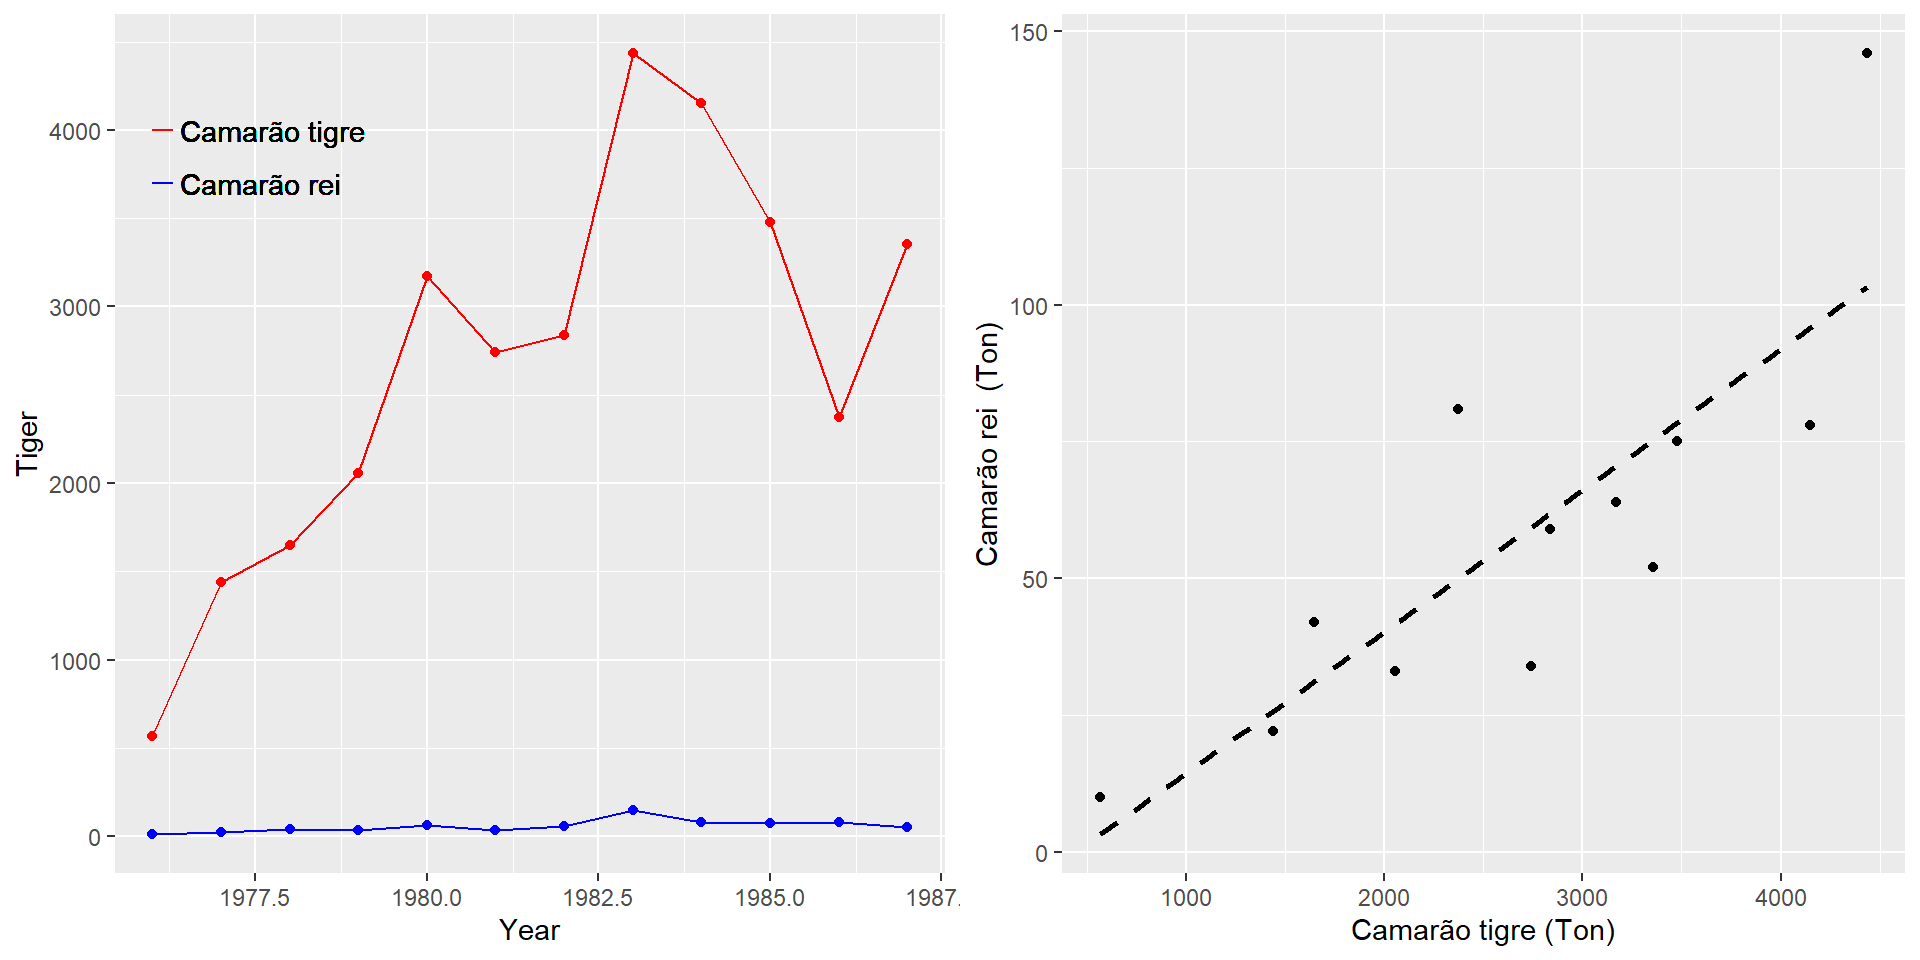 Tiger
4000
3000
2000
1000
0
Camarão tigre
Camarão rei
1977.5 1980.0 1982.5 1985.0 1987.
Year
Camarão rei (Ton)
150
100
50
0
1000 2000 3000 4000
Camarão tigre (Ton)